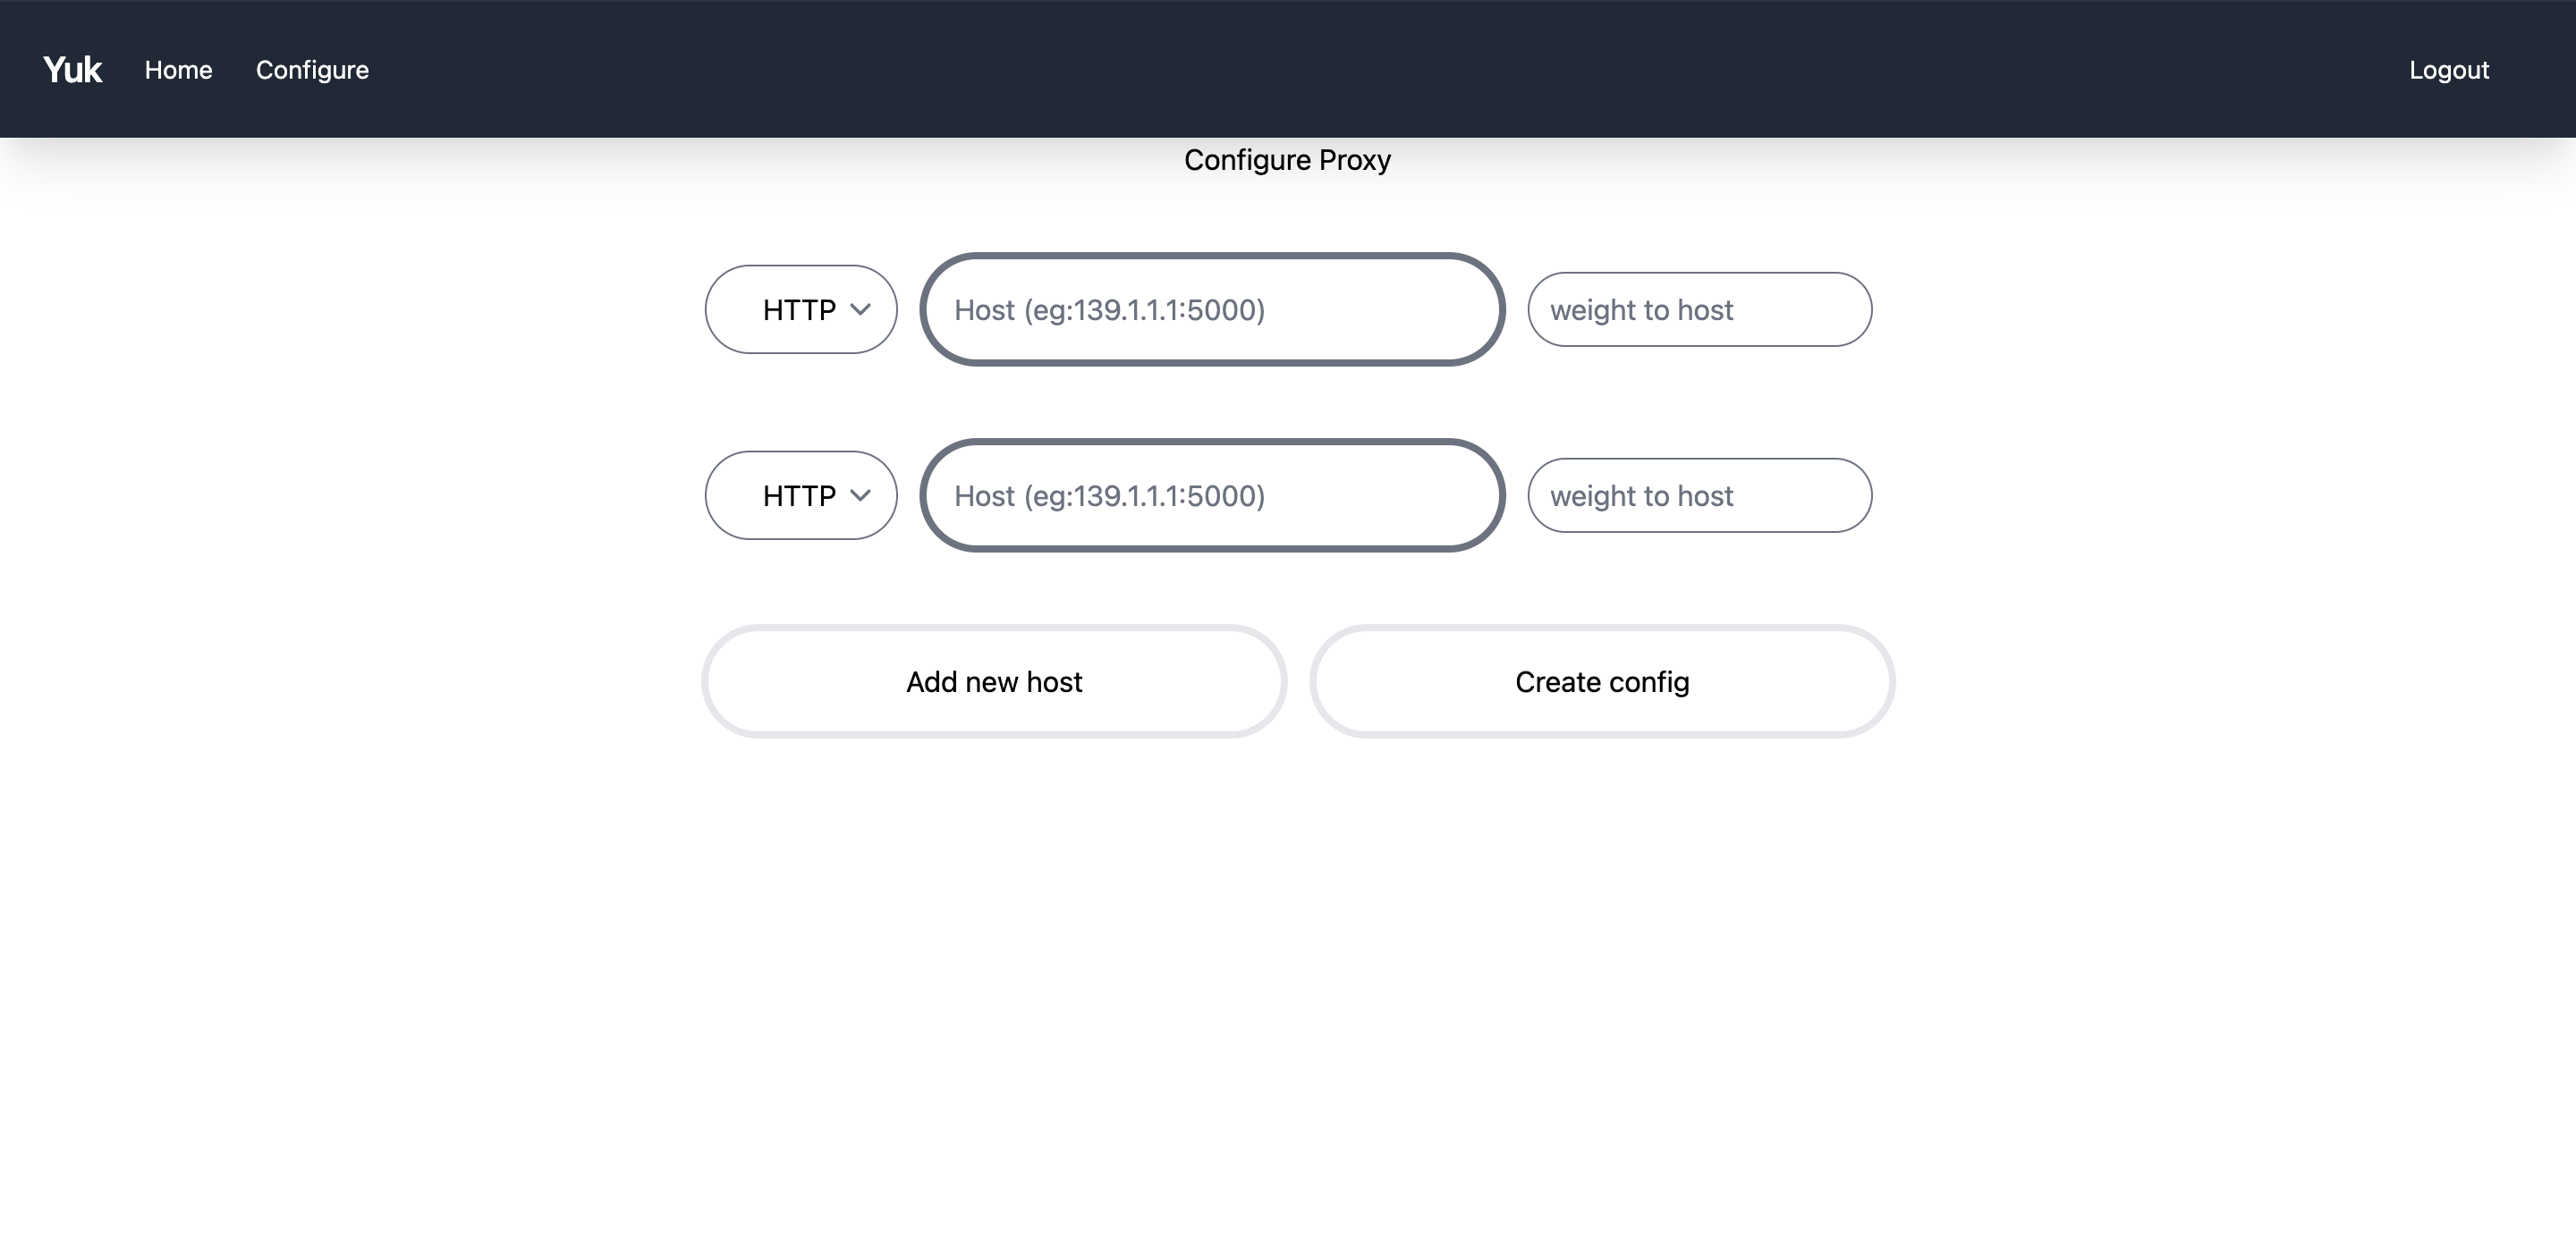 Yuk Home Configure Logout
Configure Proxy
HTTP Host (eg:139.1.1.1:5000) weight to host
HTTP Host (eg:139.1.1.1:5000) weight to host
Add new host Create config